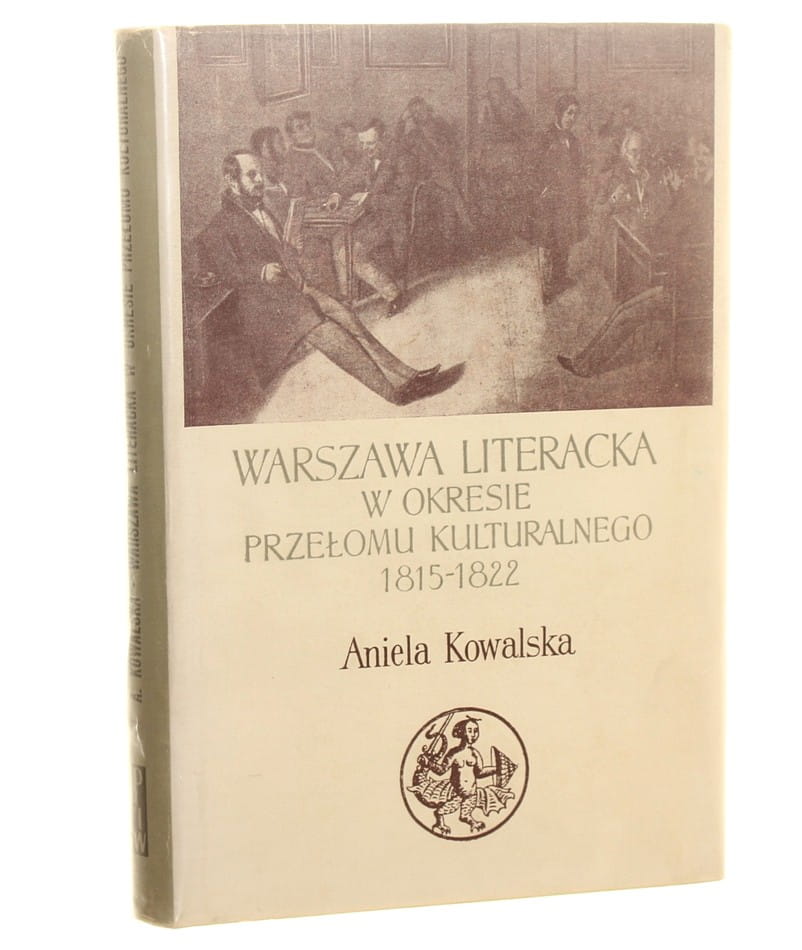 WARSZAWA LITERACKA
W OKRESIE
PRZEŁOMU KULTURALNEGO
1815-1822
Aniela Kowalska
A. KOWALSKA - WARSZAWA LITERACKA W OKRESIE PRZEŁOMU KULTURALNEGO